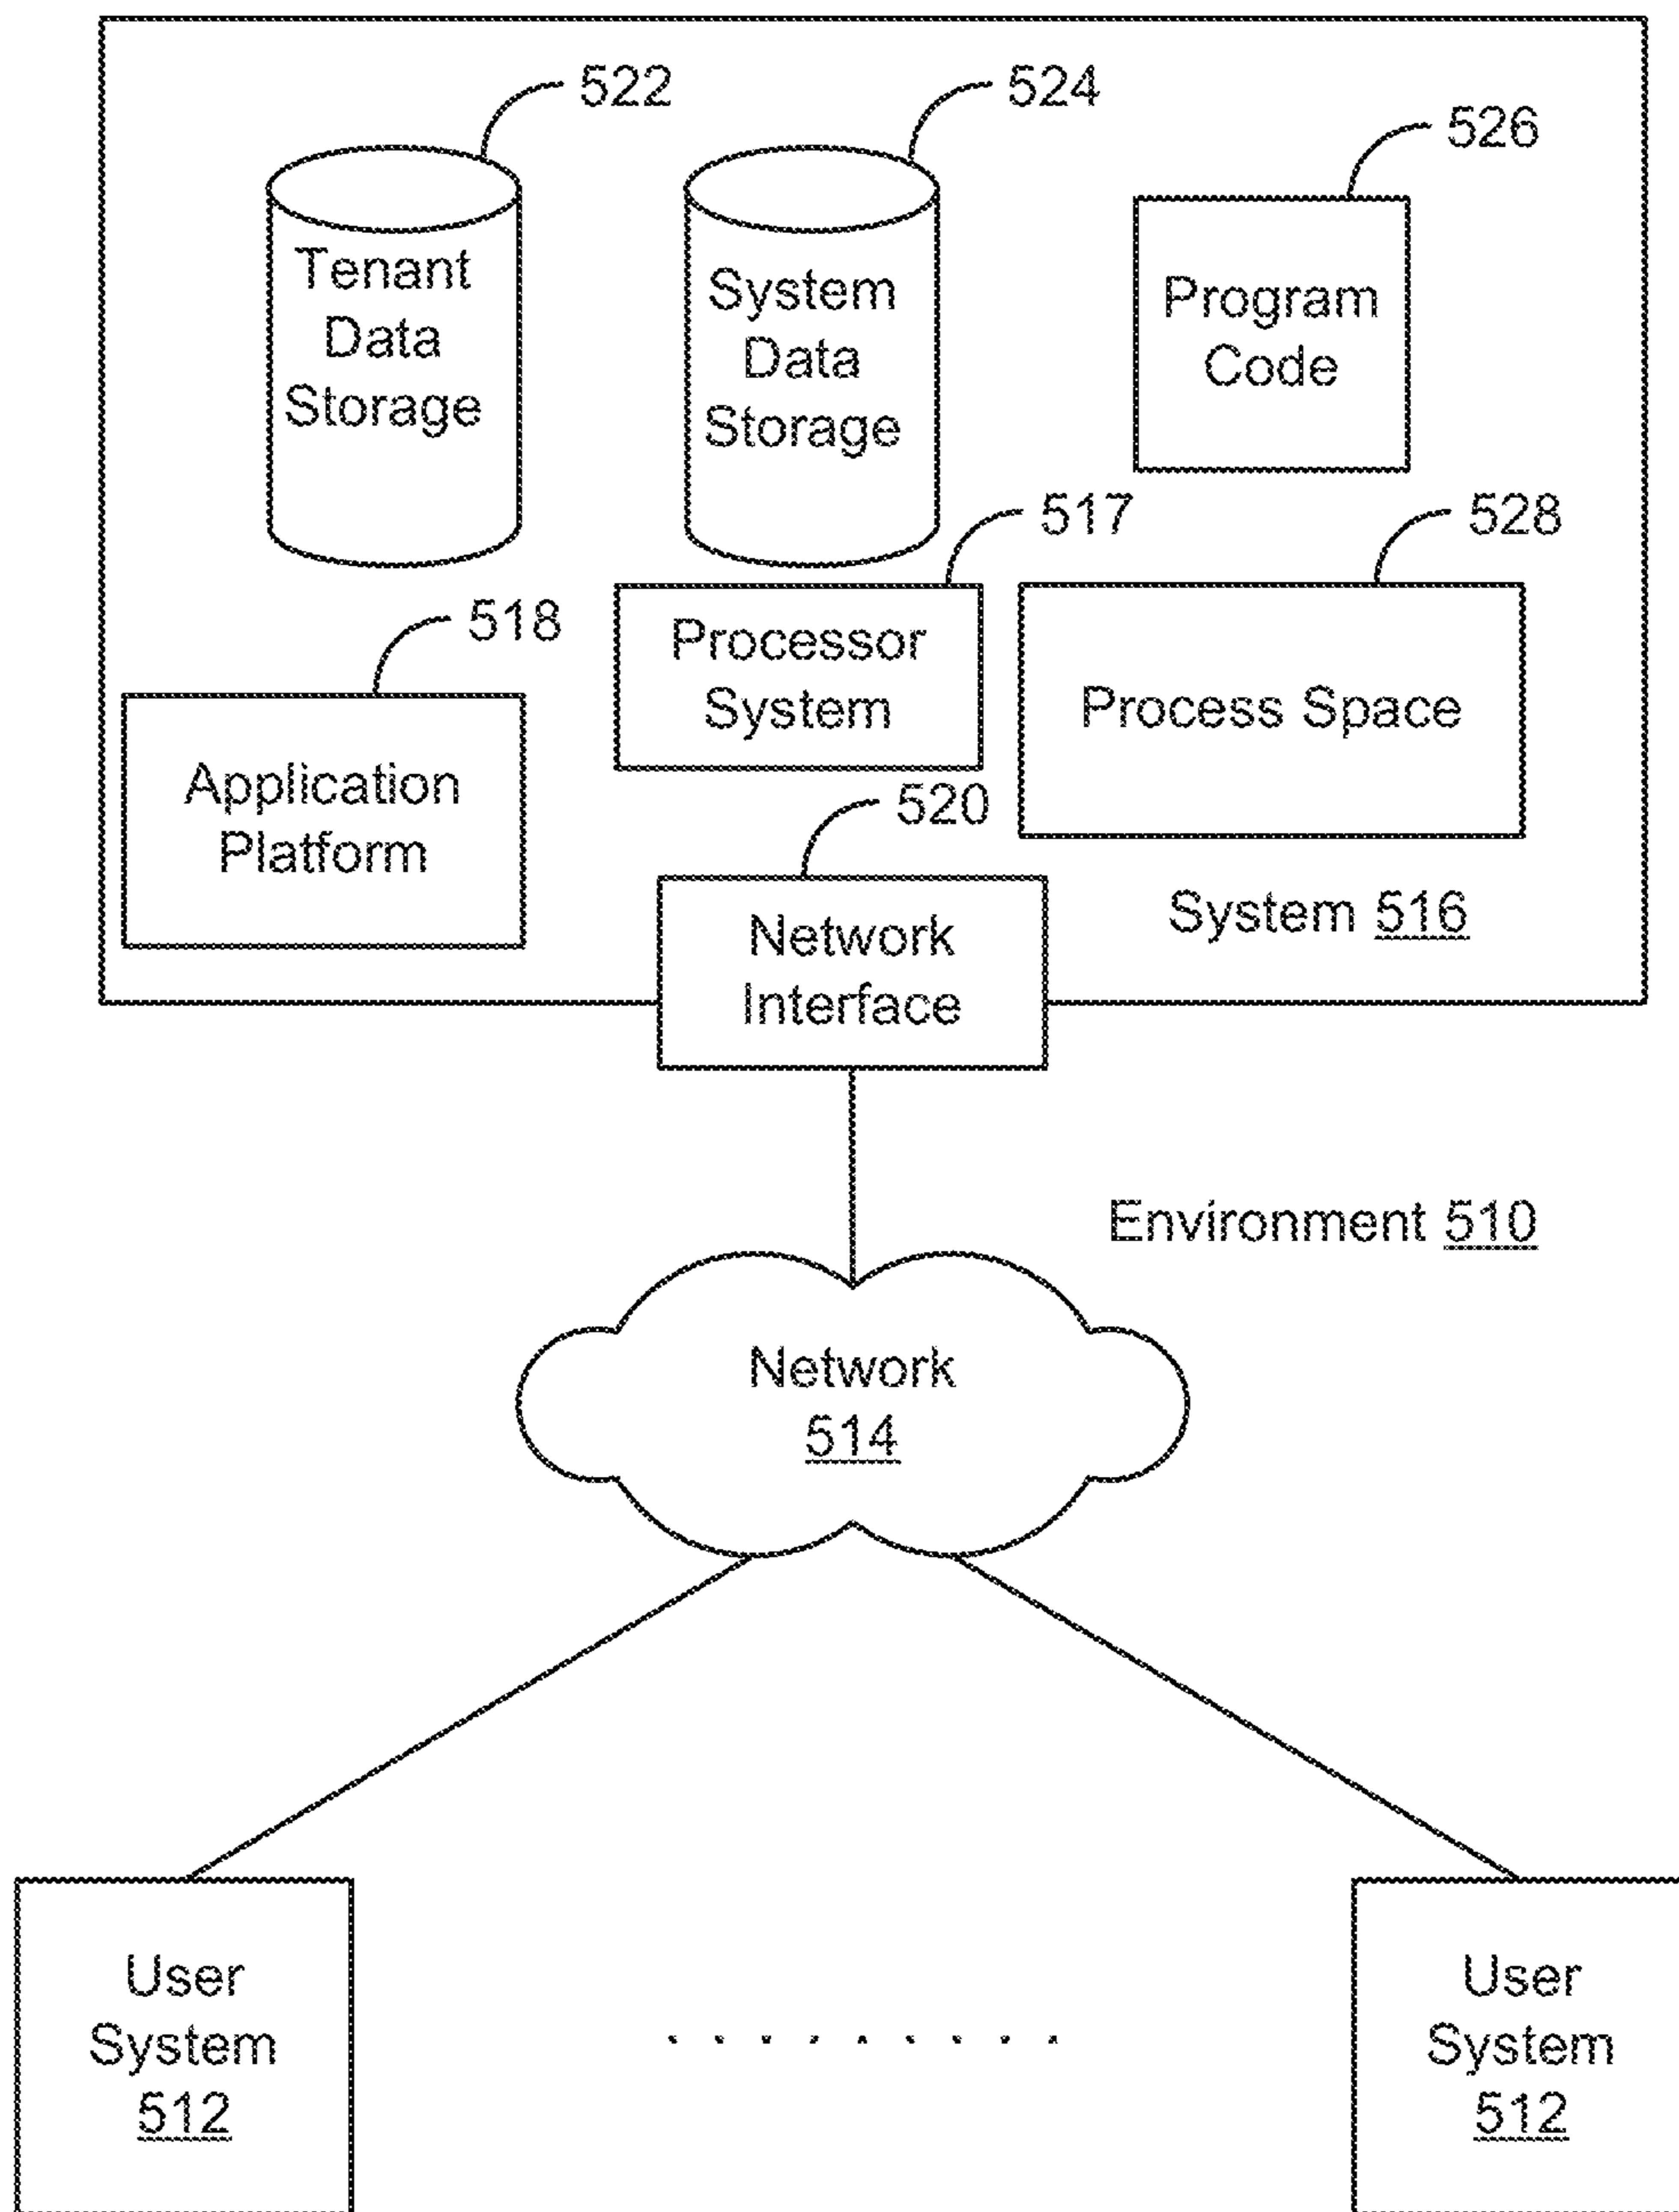 522
524
526
Tenant
Data
Storage
System
Data
Storage
Program
Code
517
528
518
Processor
System
Process Space
Application
Platform
520
System 516
Network
Interface
Environment 510
Network
514
User
System
512
User
System
512